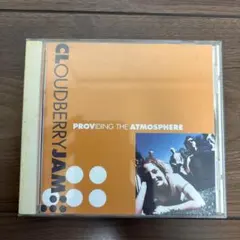 CLOUDBERRYJAM
PROVIDING THE ATMOSPHERE